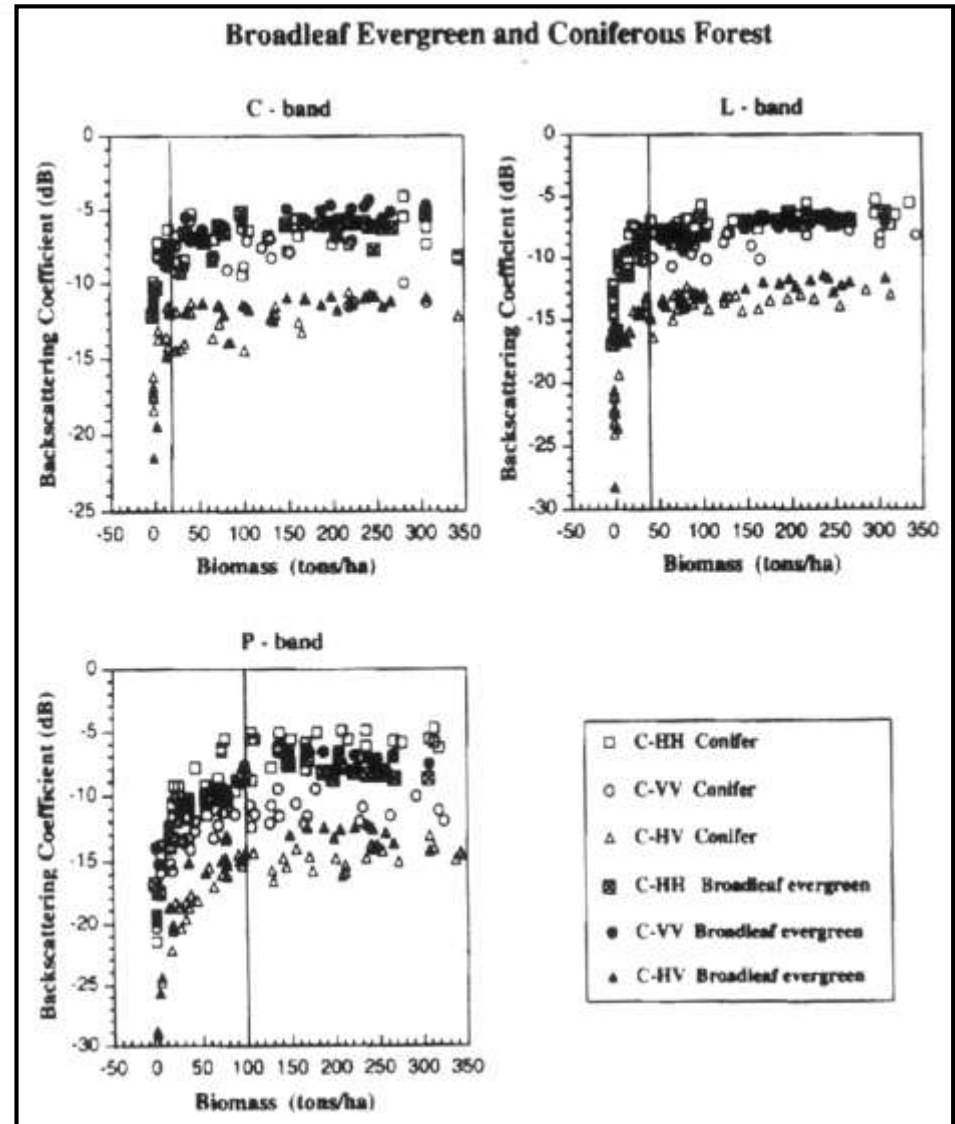 Broadleaf Evergreen and Coniferous Forest
C - band
Backscattering Coefficient (dB)
0
-5
-10
-15
-20
-25
-50 0 50 100 150 200 250 300 350
Biomass (tons/ha)
L - band
Backscattering Coefficient (dB)
0
-5
-10
-15
-20
-25
-30
-50 0 50 100 150 200 250 300 350
Biomass (tons/ha)
P - band
Backscattering Coefficient (dB)
0
-5
-10
-15
-20
-25
-30
-50 0 50 100 150 200 250 300 350
Biomass (tons/ha)
C-HH Conifer
C-VV Conifer
C-HV Conifer
C-HH Broadleaf evergreen
C-VV Broadleaf evergreen
C-HV Broadleaf evergreen